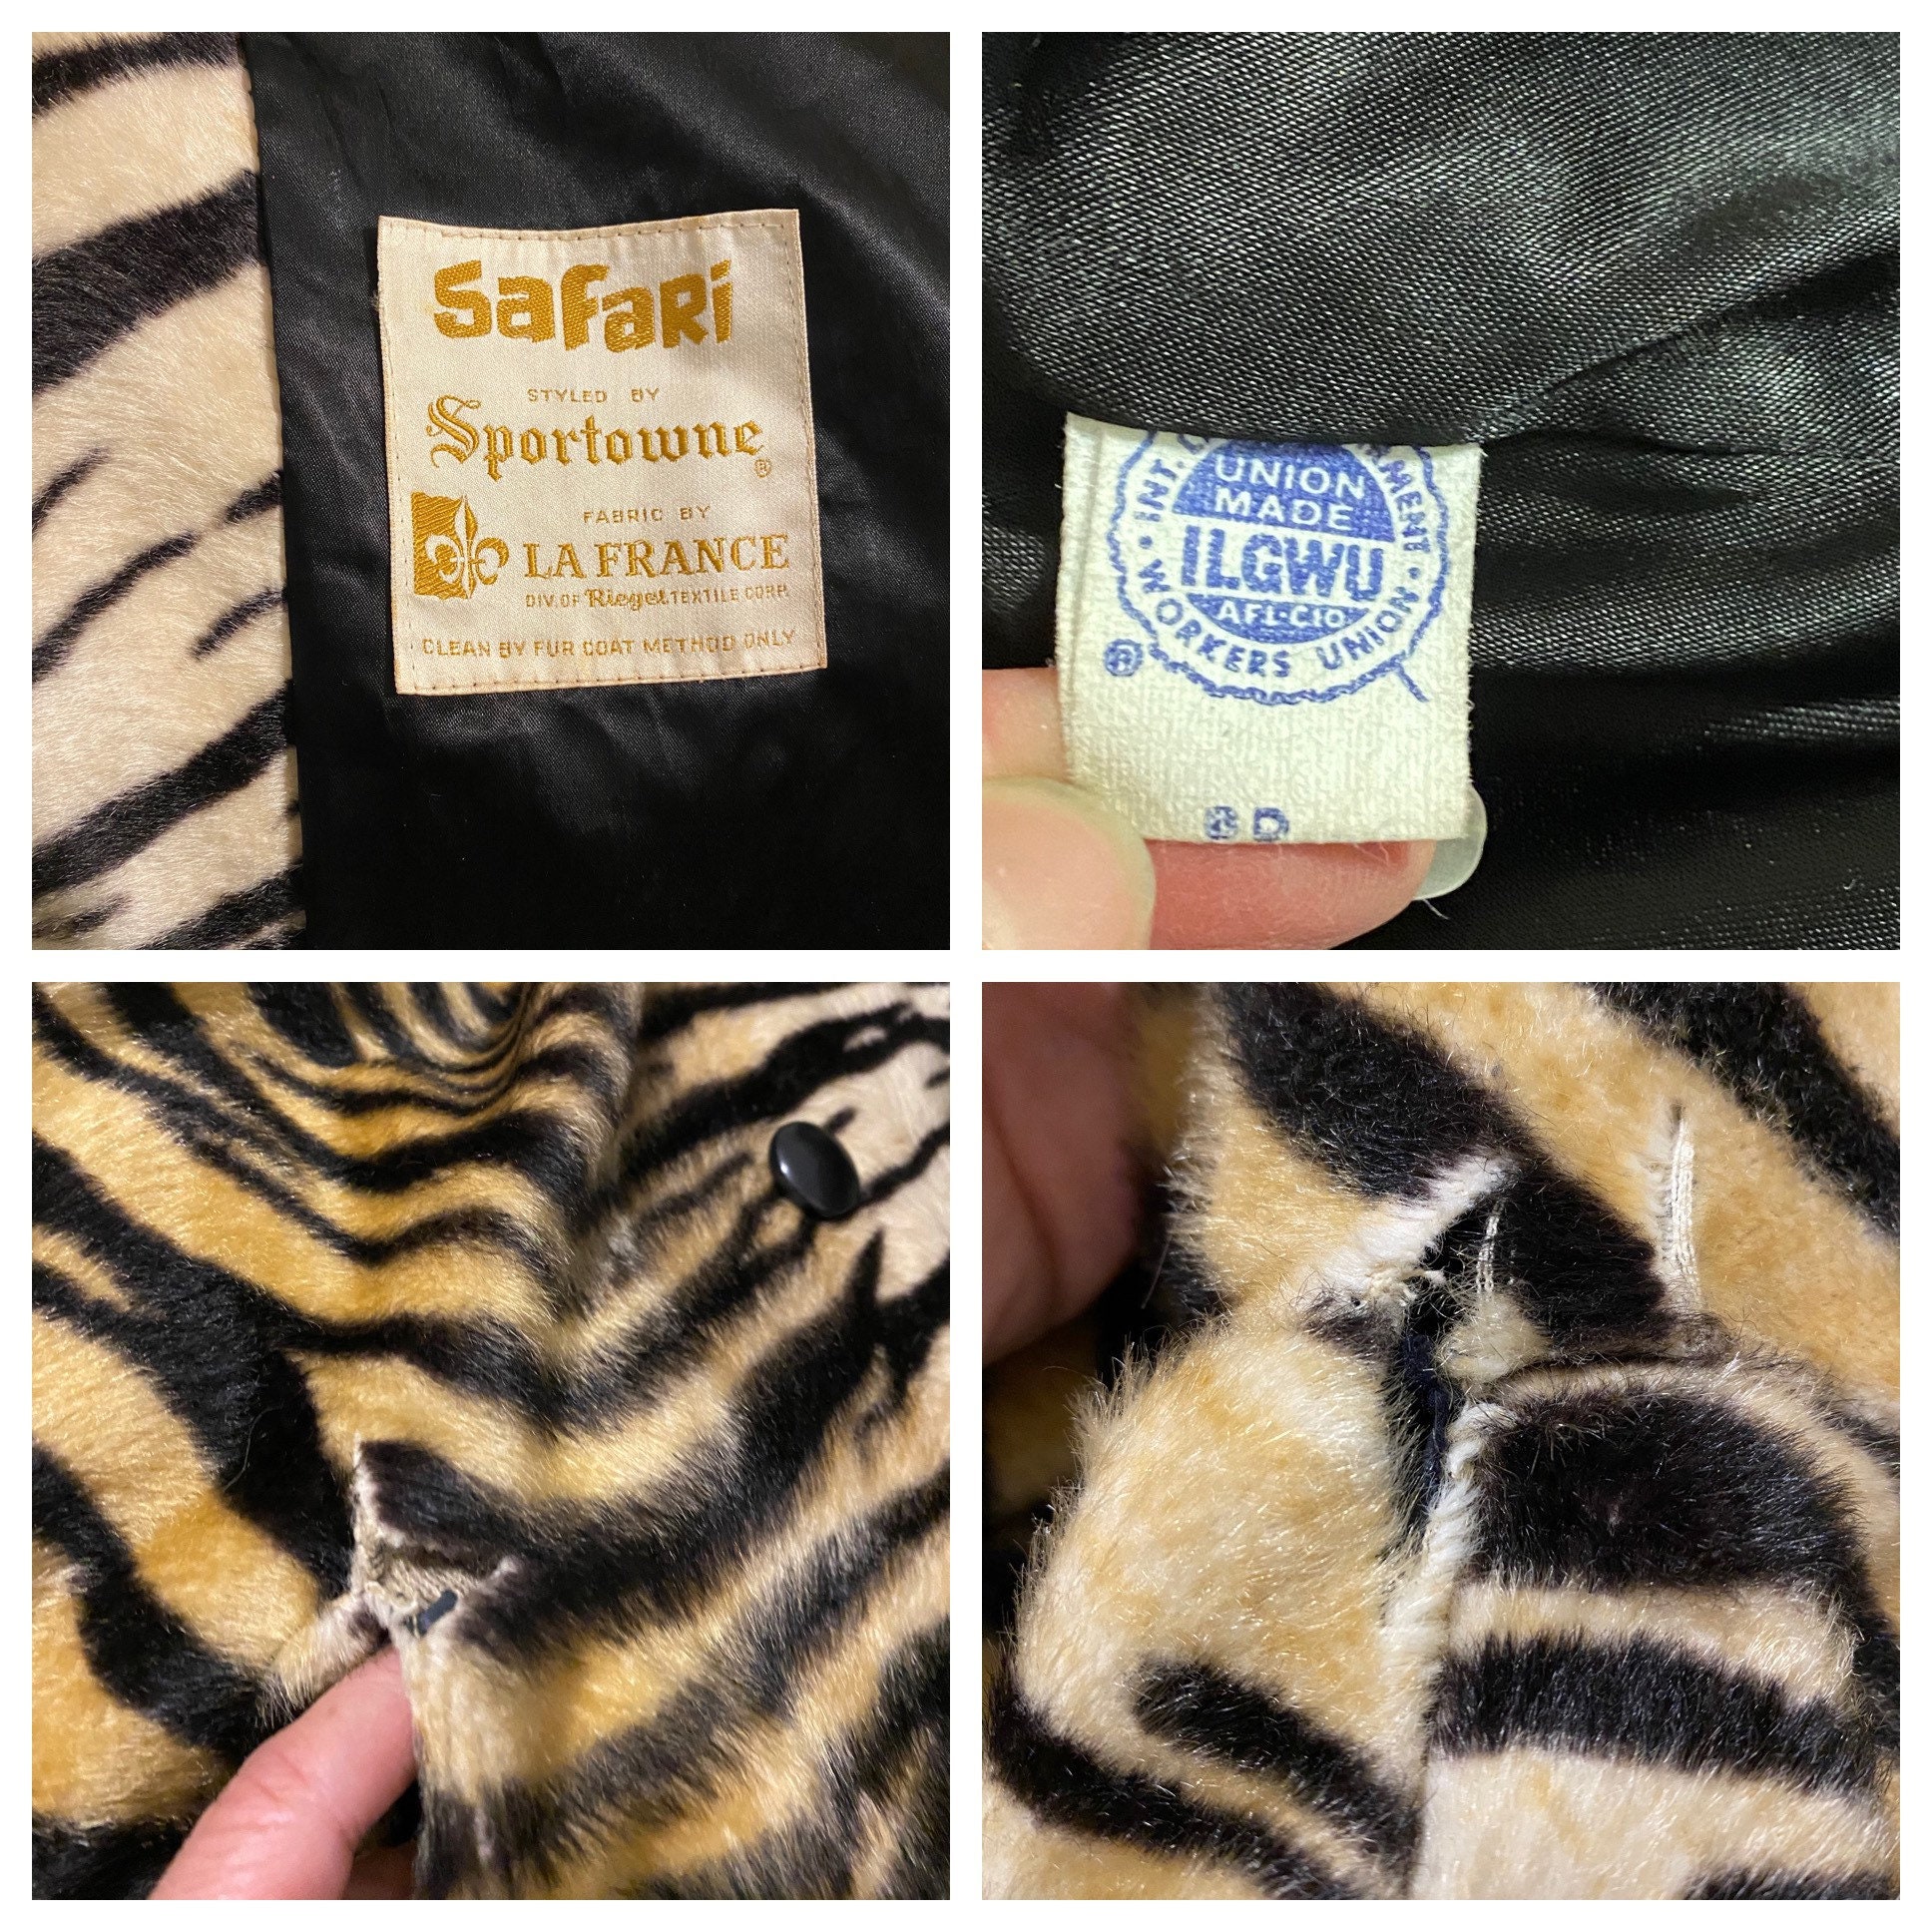 Safari
STYLED BY
Sportowne
®
FABRIC BY
LA FRANCE
DIV. OF Riegel TEXTILE CORP.
CLEAN BY FUR COAT METHOD ONLY
INT.
UNION
MADE
ILGWU
AFL-CIO
WORKERS UNION
®